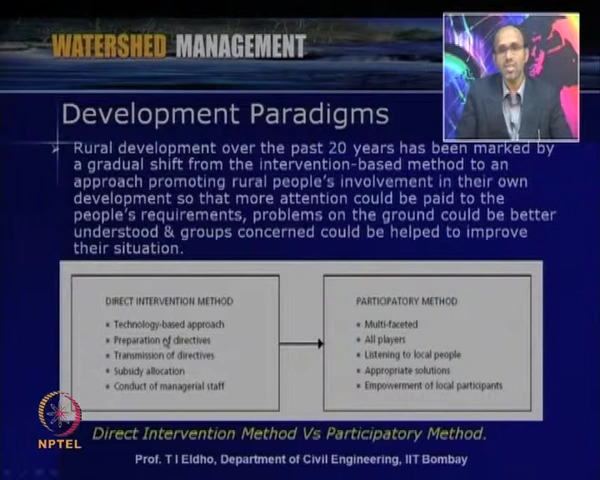 WATERSHED MANAGEMENT
Development Paradigms
Rural development over the past 20 years has been marked by
a gradual shift from the intervention-based method to an
approach promoting rural people's involvement in their own
development so that more attention could be paid to the
people's requirements, problems on the ground could be better
understood & groups concerned could be helped to improve
their situation.
DIRECT INTERVENTION METHOD
Technology-based approach
Preparation of directives
Transmission of directives
Subsidy allocation
Conduct of managerial staff
PARTICIPATORY METHOD
Multi-faceted
All players
Listening to local people
Appropriate solutions
Empowerment of local participants
NPTEL
Direct Intervention Method Vs Participatory Method.
Prof. T I Eldho, Department of Civil Engineering, IIT Bombay